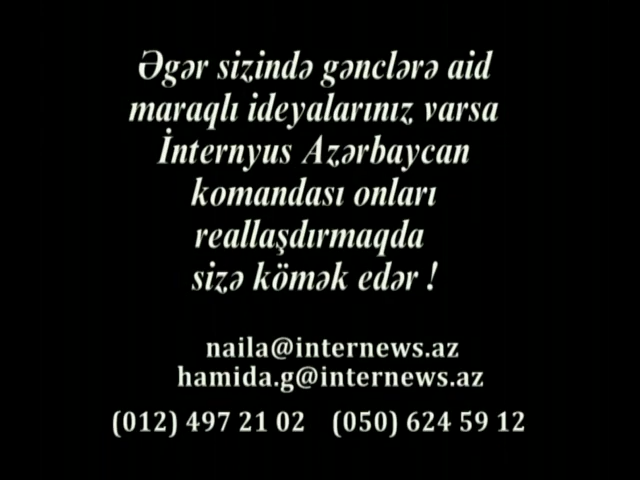 Əgər sizində gənclərə aid
maraqlı ideyalarınız varsa
İnternyus Azərbaycan
komandası onları
reallaşdırmaqda
sizə kömək edər !
naila@internews.az
hamida.g@internews.az
(012) 497 21 02 (050) 624 59 12